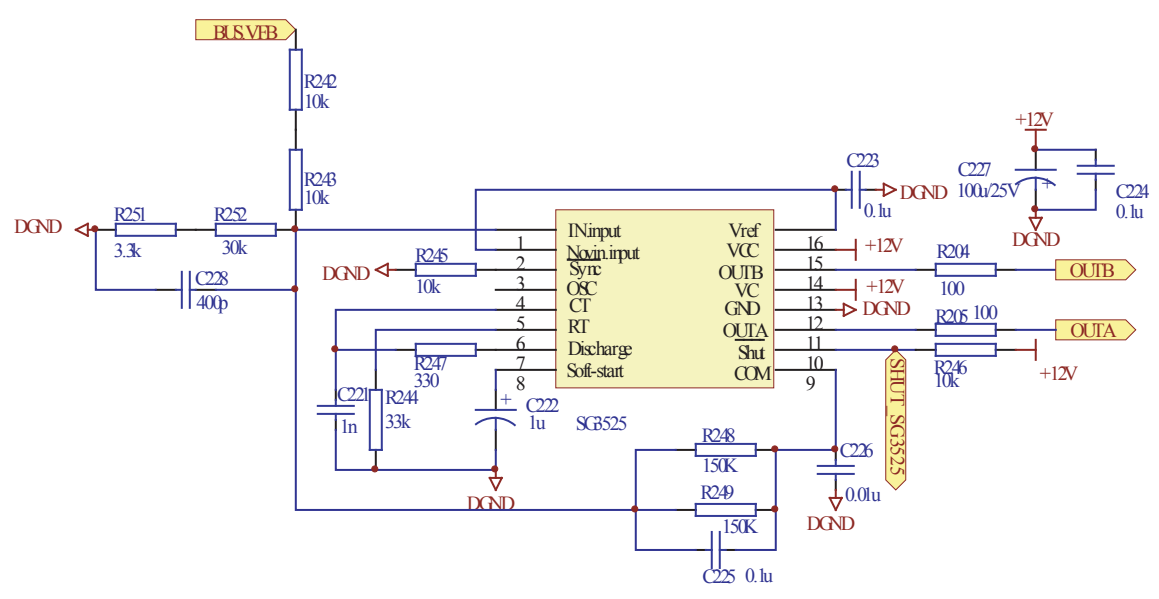 BUS.VFB
R242
10k
R243
10k
DGND
R251
3.3k
R252
30k
C228
400p
DGND
R245
10k
IN.input
1
Novin.input
2
Sync
3
OSC
4
CT
5
RT
6
Discharge
7
Soft-start
8
Vref
16
VCC
15
OUTB
14
VC
13
GND
12
OUTA
11
Shut
10
COM
9
SG3525
C223
0.1u
DGND
+12V
+12V
DGND
R204
100
OUTB
R205 100
OUTA
R246
10k
+12V
SHUT_SG3525
+12V
C227
100u/25V
+
C224
0.1u
DGND
R247
330
C221
1n
R244
33k
+
C222
1u
DGND
R248
150K
R249
150K
C225 0.1u
C226
0.01u
DGND